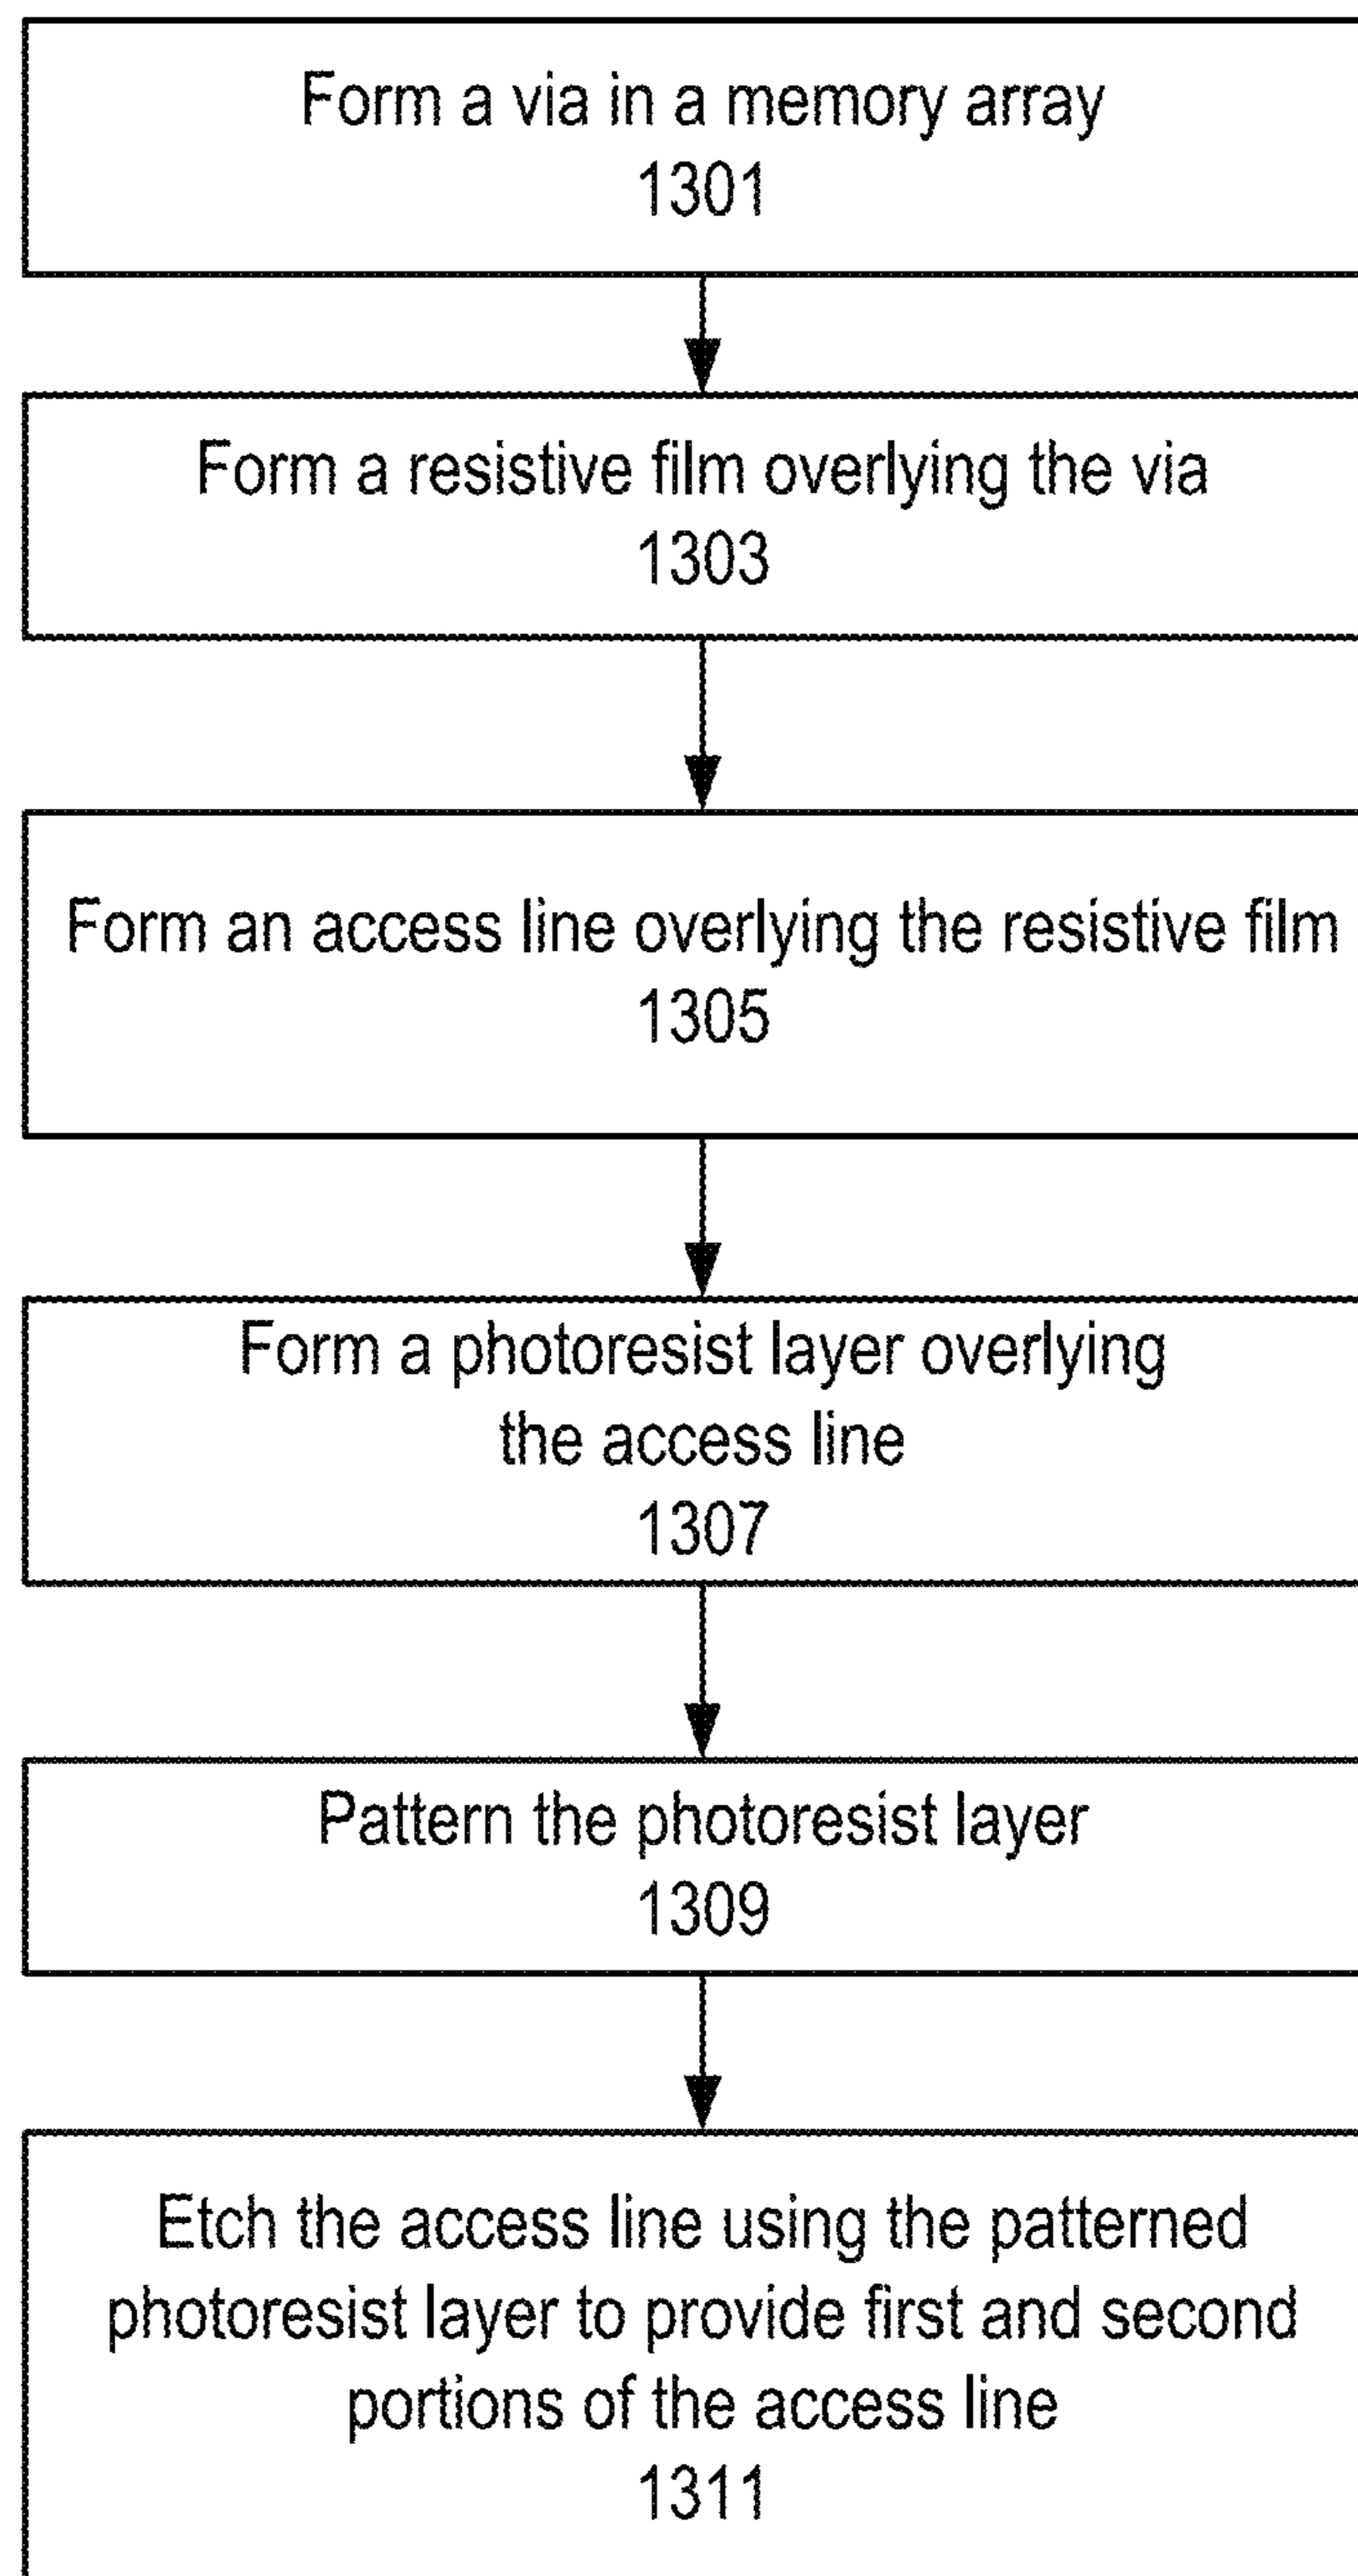 Form a via in a memory array
1301
Form a resistive film overlying the via
1303
Form an access line overlying the resistive film
1305
Form a photoresist layer overlying
the access line
1307
Pattern the photoresist layer
1309
Etch the access line using the patterned
photoresist layer to provide first and second
portions of the access line
1311